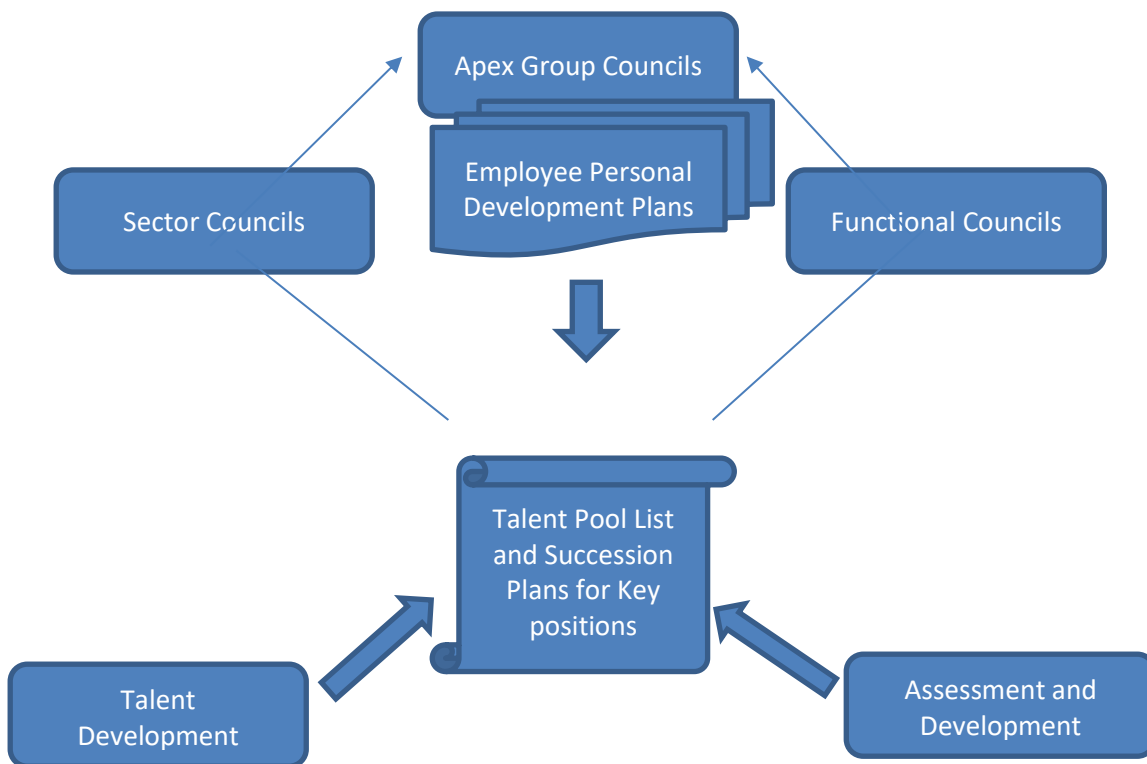 Apex Group Councils
Employee Personal
Development Plans
Sector Councils
Functional Councils
Talent Pool List
and Succession
Plans for Key
positions
Talent
Development
Assessment and
Development